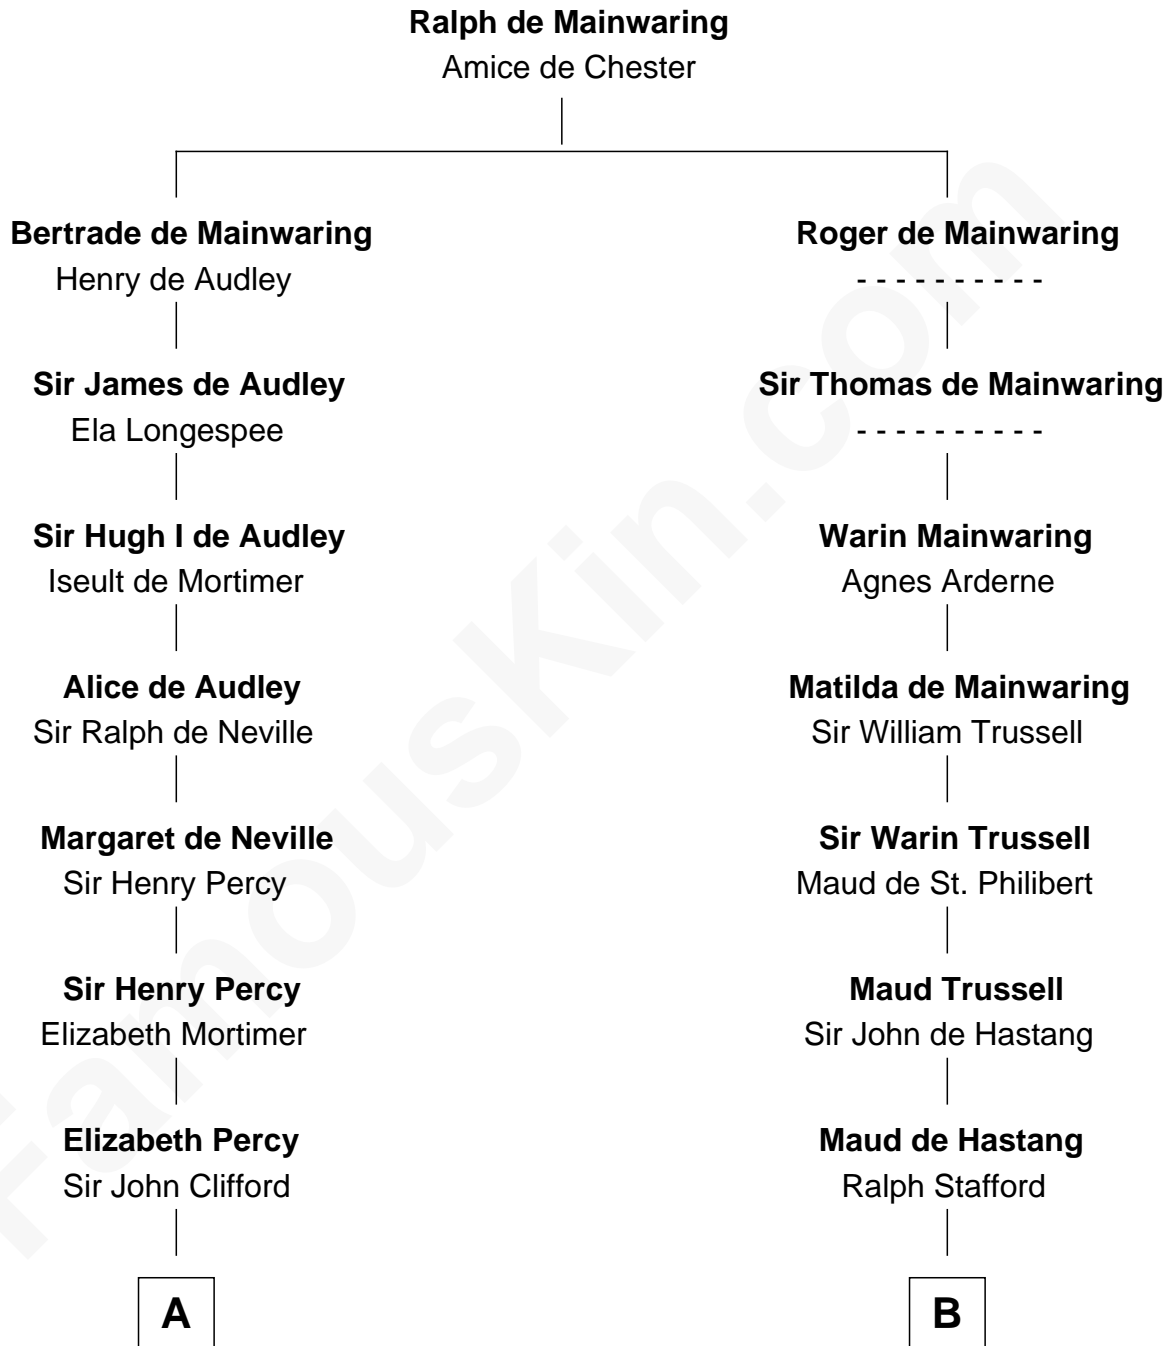 Ralph de Mainwaring
Amice de Chester
Bertrade de Mainwaring
Henry de Audley
Roger de Mainwaring
- - - - - - - - - -
Sir James de Audley
Ela Longespee
Sir Thomas de Mainwaring
- - - - - - - - - -
Sir Hugh I de Audley
Iseult de Mortimer
Warin Mainwaring
Agnes Arderne
Alice de Audley
Sir Ralph de Neville
Matilda de Mainwaring
Sir William Trussell
Margaret de Neville
Sir Henry Percy
Sir Warin Trussell
Maud de St. Philibert
Sir Henry Percy
Elizabeth Mortimer
Maud Trussell
Sir John de Hastang
Elizabeth Percy
Sir John Clifford
Maud de Hastang
Ralph Stafford
A
B
FamousKin.com